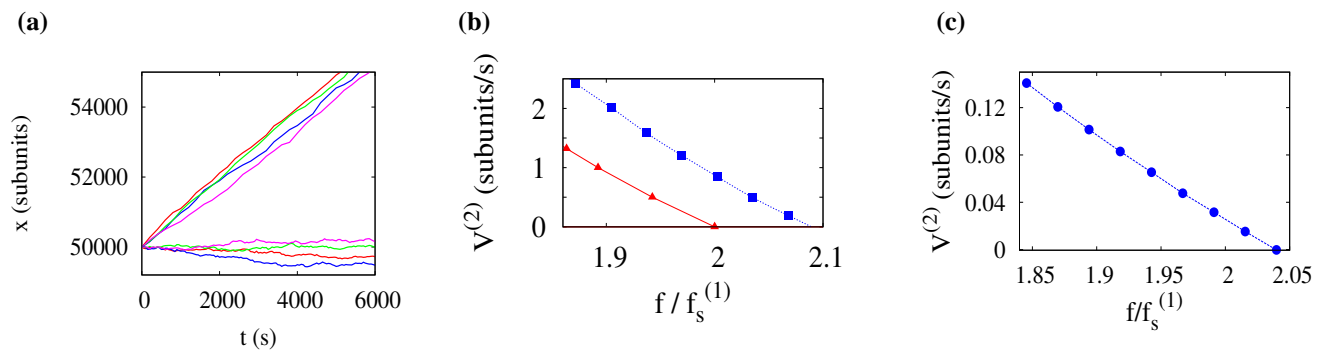 (a)
54000
52000
50000
x (subunits)
0
2000
4000
6000
t (s)
(b)
2
1
0
V(2) (subunits/s)
1.9
2
2.1
f / fs(1)
(c)
0.12
0.08
0.04
0
V(2) (subunits/s)
1.85
1.9
1.95
2
2.05
f/fs(1)